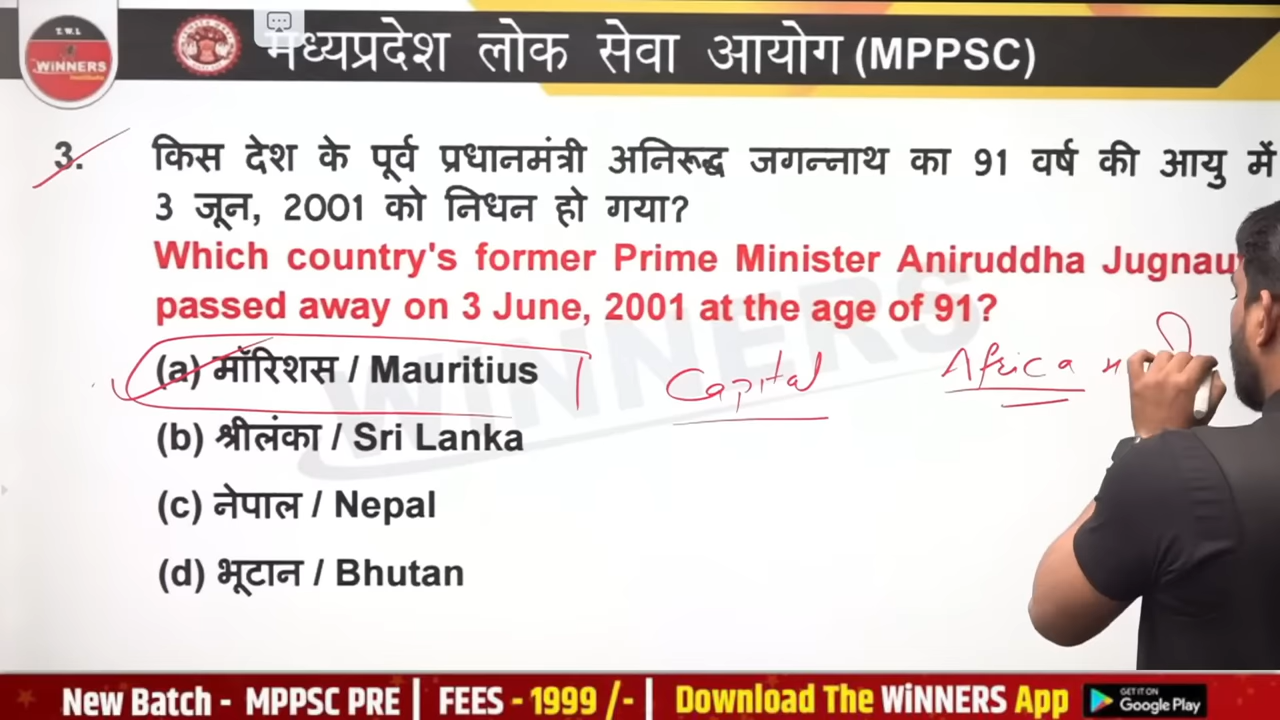 T.W.I.
WiNNERS
मध्यप्रदेश लोक सेवा आयोग (MPPSC)
3. किस देश के पूर्व प्रधानमंत्री अनिरूद्ध जगन्नाथ का 91 वर्ष की आयु में
3 जून, 2001 को निधन हो गया?
Which country's former Prime Minister Aniruddha Jugnau
passed away on 3 June, 2001 at the age of 91?
(a) मॉरिशस / Mauritius
Capital
Africa
(b) श्रीलंका / Sri Lanka
(c) नेपाल / Nepal
(d) भूटान / Bhutan
WINNERS
New Batch - MPPSC PRE | FEES - 1999 /- | Download The WiNNERS App
GET IT ON
Google Play